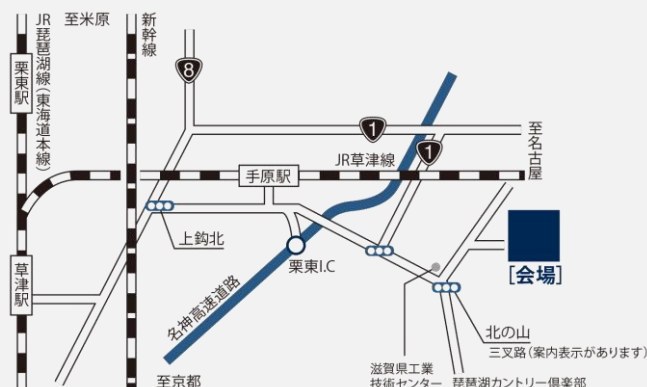 JR琵琶湖線(東海道本線)
至米原
新幹線
栗東駅
8
1
至名古屋
JR草津線
1
手原駅
上鈎北
栗東I.C
[会場]
草津駅
名神高速道路
北の山
三叉路(案内表示があります)
至京都
滋賀県工業
技術センター
琵琶湖カントリー倶楽部